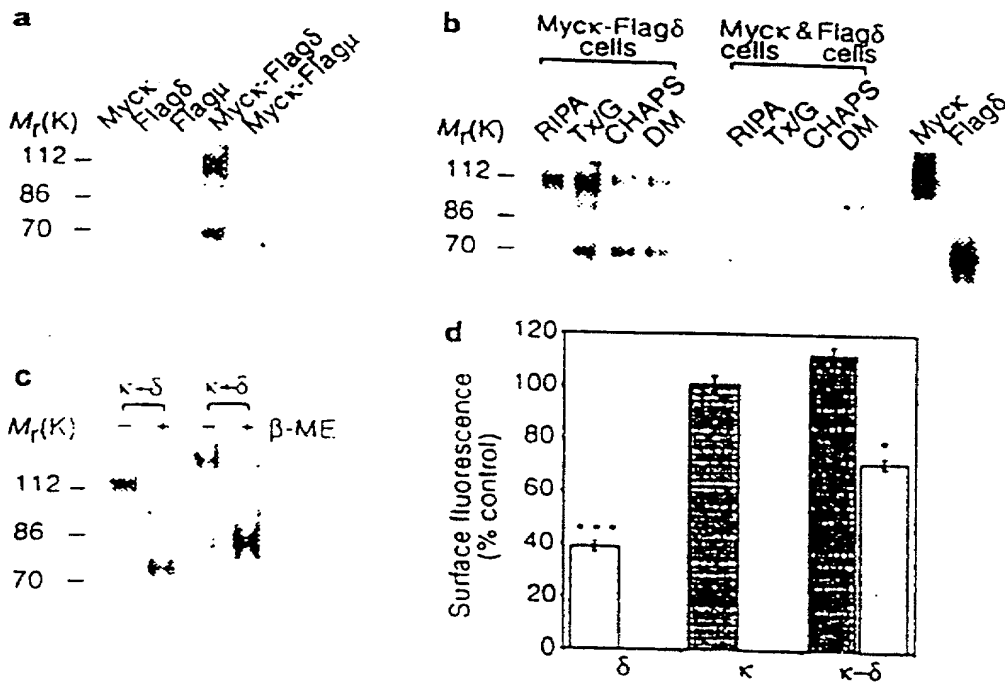 a
Mycκ
Flagδ
Flagμ
Mycκ-Flagδ
Mycκ-Flagμ
Mr(K)
112 –
86 –
70 –
b
Mycκ-Flagδ cells
Mycκ & Flagδ
cells cells
Mr(K)
RIPA
Tx/G
CHAPS
DM
RIPA
Tx/G
CHAPS
DM
Mycκ
Flagδ
112 –
86 –
70 –
c
κ–δ κ–δ
Mr(K) – + – + β-ME
112 –
86 –
70 –
d
Surface fluorescence
(% control)
120
100
80
60
40
20
0
δ κ κ–δ